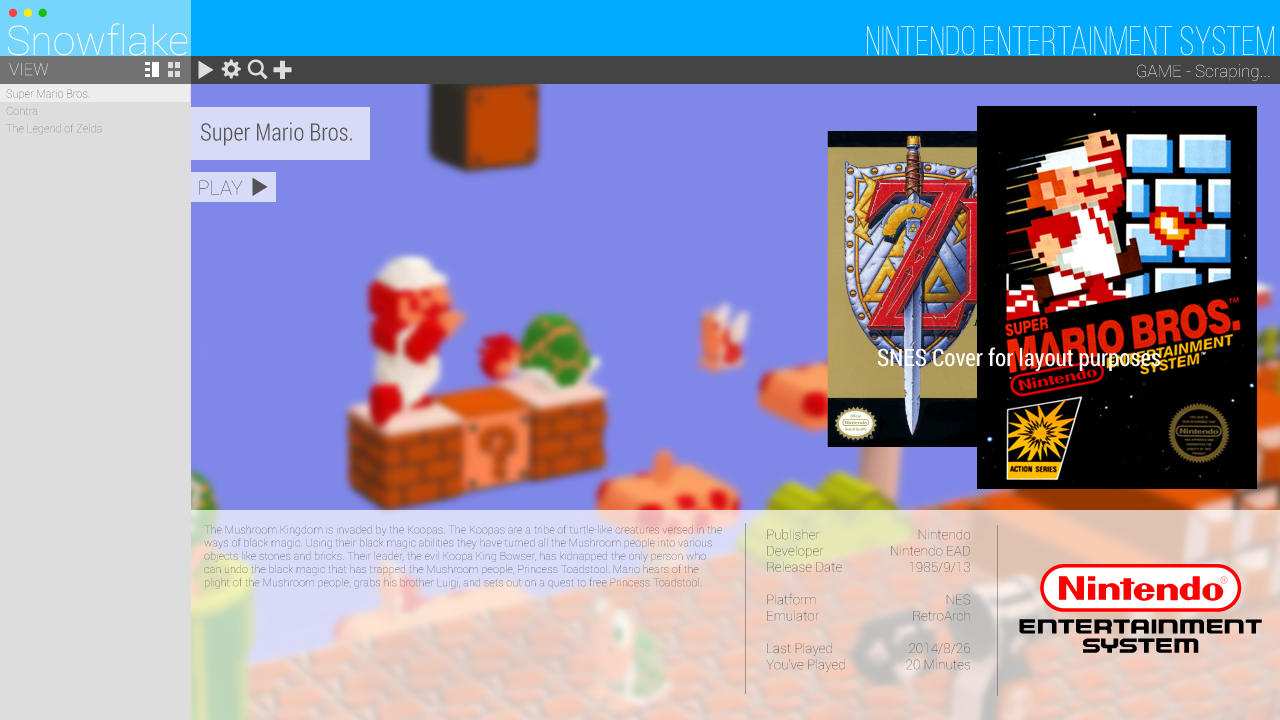 Snowflake
NINTENDO ENTERTAINMENT SYSTEM
VIEW
GAME - Scraping...
Super Mario Bros.
Contra
The Legend of Zelda
Super Mario Bros.
PLAY
SNES Cover for layout purposes
SUPER
MARIO BROS.™
ENTERTAINMENT
SYSTEM™
Nintendo
ACTION SERIES
Nintendo
Nintendo
The Mushroom Kingdom is invaded by the Koopas. The Koopas are a tribe of turtle-like creatures versed in the
ways of black magic. Using their black magic abilities they have turned all the Mushroom people into various
objects like stones and bricks. Their leader, the evil Koopa King Bowser, has kidnapped the only person who
can undo the black magic that has trapped the Mushroom people, Princess Toadstool. Mario hears of the
plight of the Mushroom people, grabs his brother Luigi, and sets out on a quest to free Princess Toadstool.
Publisher Nintendo
Developer Nintendo EAD
Release Date 1985/9/13
Platform NES
Emulator RetroArch
Last Played 2014/8/26
You've Played 20 Minutes
Nintendo®
ENTERTAINMENT
SYSTEM